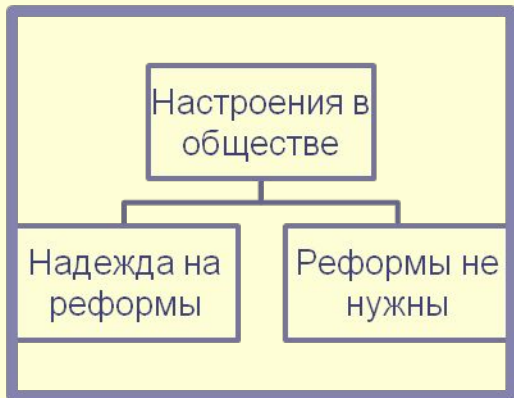 Настроения в
обществе
Надежда на
реформы
Реформы не
нужны